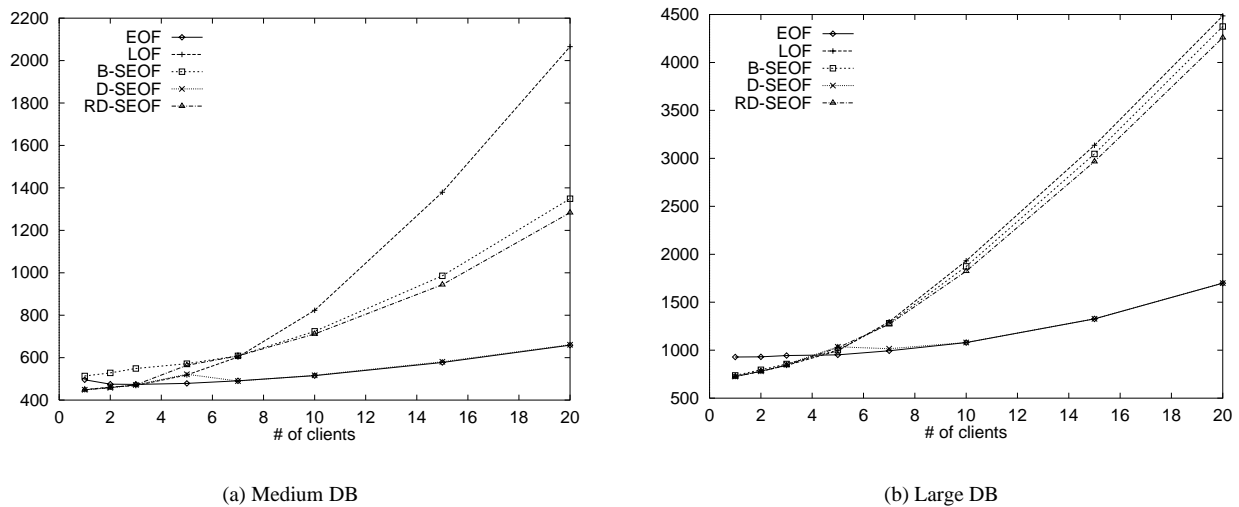 2200
2000
1800
1600
1400
1200
1000
800
600
400
EOF
LOF
B-SEOF
D-SEOF
RD-SEOF
0 2 4 6 8 10 12 14 16 18 20
# of clients
(a) Medium DB
4500
4000
3500
3000
2500
2000
1500
1000
500
EOF
LOF
B-SEOF
D-SEOF
RD-SEOF
0 2 4 6 8 10 12 14 16 18 20
# of clients
(b) Large DB